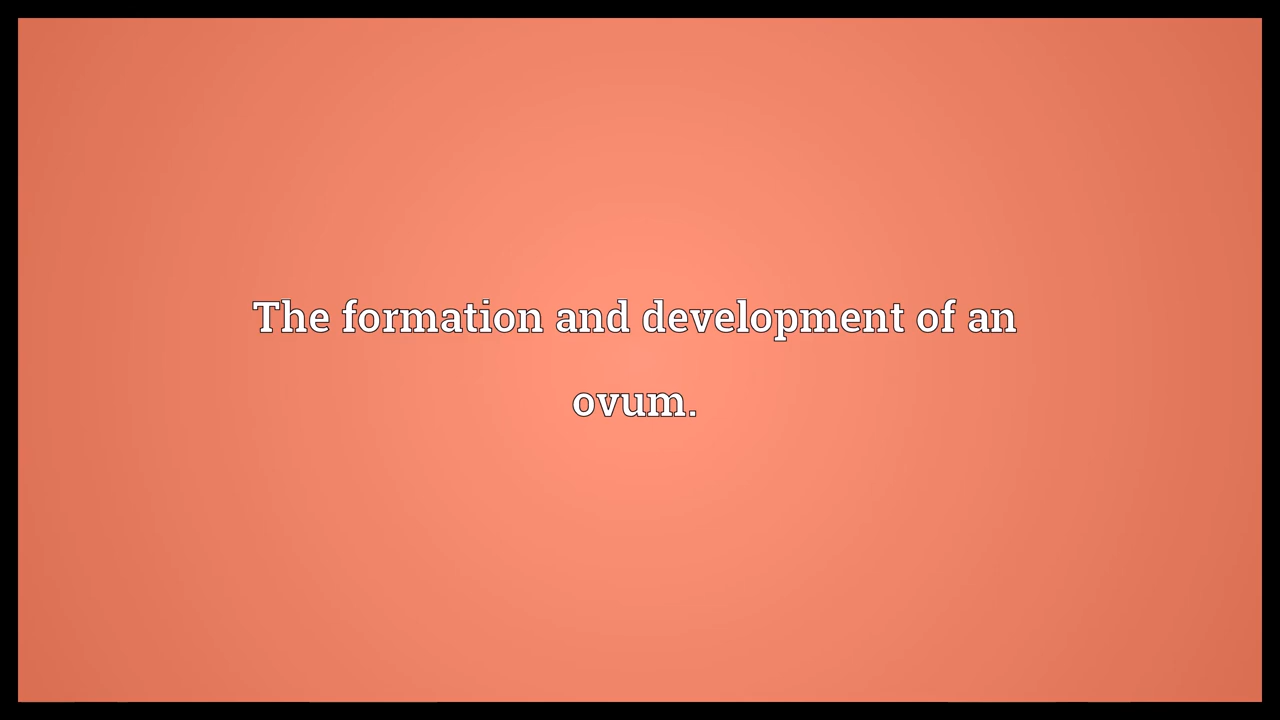 The formation and development of an
ovum.